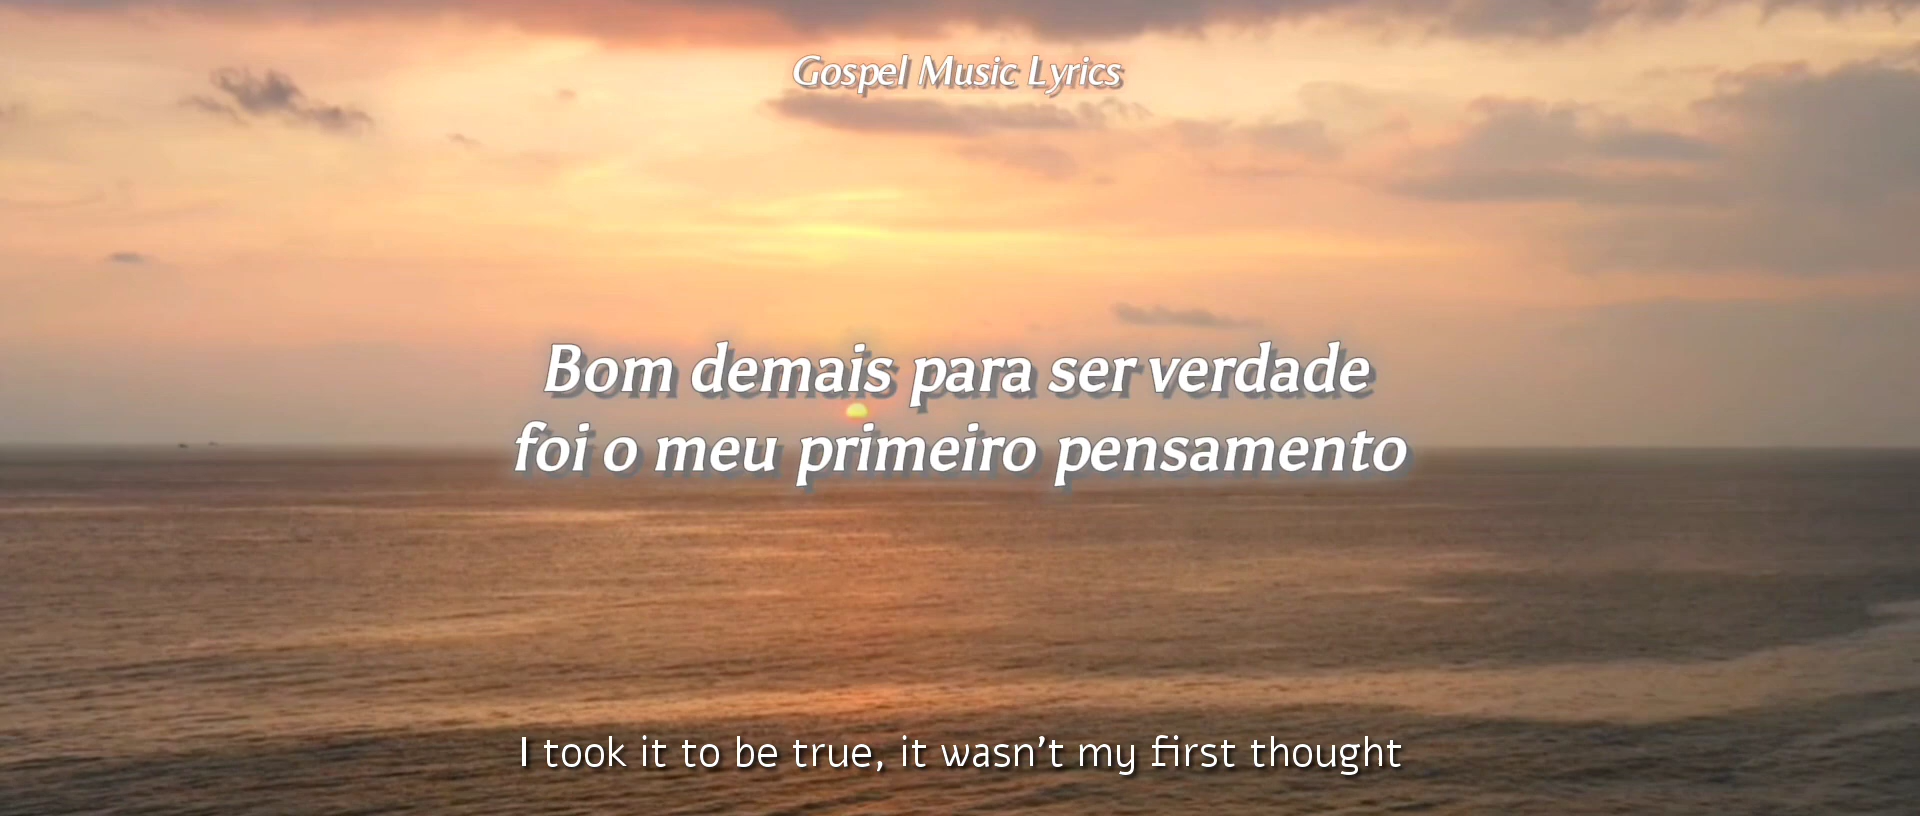 Gospel Music Lyrics
Bom demais para ser verdade
foi o meu primeiro pensamento
I took it to be true, it wasn’t my first thought